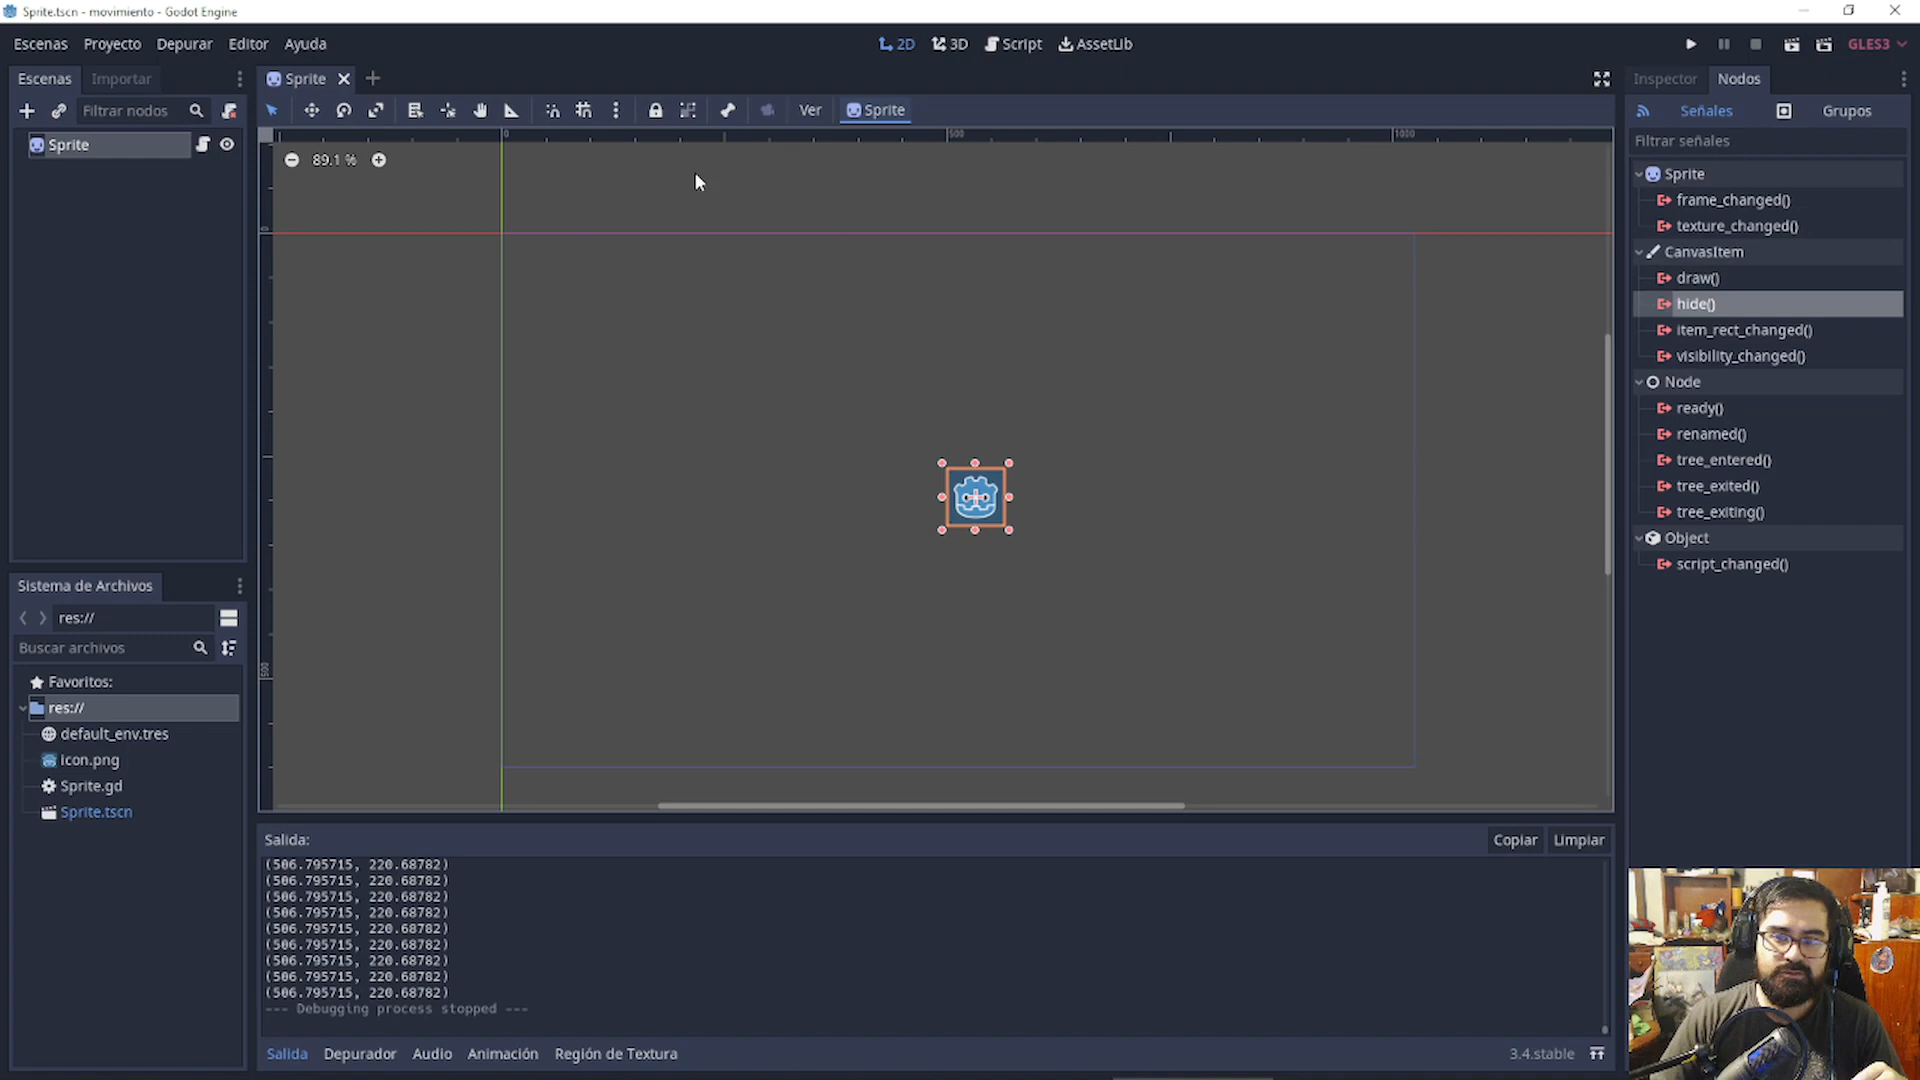 Sprite.tscn - movimiento - Godot Engine
Escenas Proyecto Depurar Editor Ayuda
2D 3D Script AssetLib
GLES3
Escenas Importar
Sprite
Inspector Nodos
Filtrar nodos
Ver Sprite
Señales Grupos
Filtrar señales
Sprite
89.1 %
0 500 1000
0
500
Sprite
frame_changed()
texture_changed()
CanvasItem
draw()
hide()
item_rect_changed()
visibility_changed()
Node
ready()
renamed()
tree_entered()
tree_exited()
tree_exiting()
Object
script_changed()
Sistema de Archivos
res://
Buscar archivos
Favoritos:
res://
default_env.tres
icon.png
Sprite.gd
Sprite.tscn
Salida:
Copiar Limpiar
(506.795715, 220.68782)
(506.795715, 220.68782)
(506.795715, 220.68782)
(506.795715, 220.68782)
(506.795715, 220.68782)
(506.795715, 220.68782)
(506.795715, 220.68782)
(506.795715, 220.68782)
(506.795715, 220.68782)
--- Debugging process stopped ---
Salida Depurador Audio Animación Región de Textura
3.4.stable